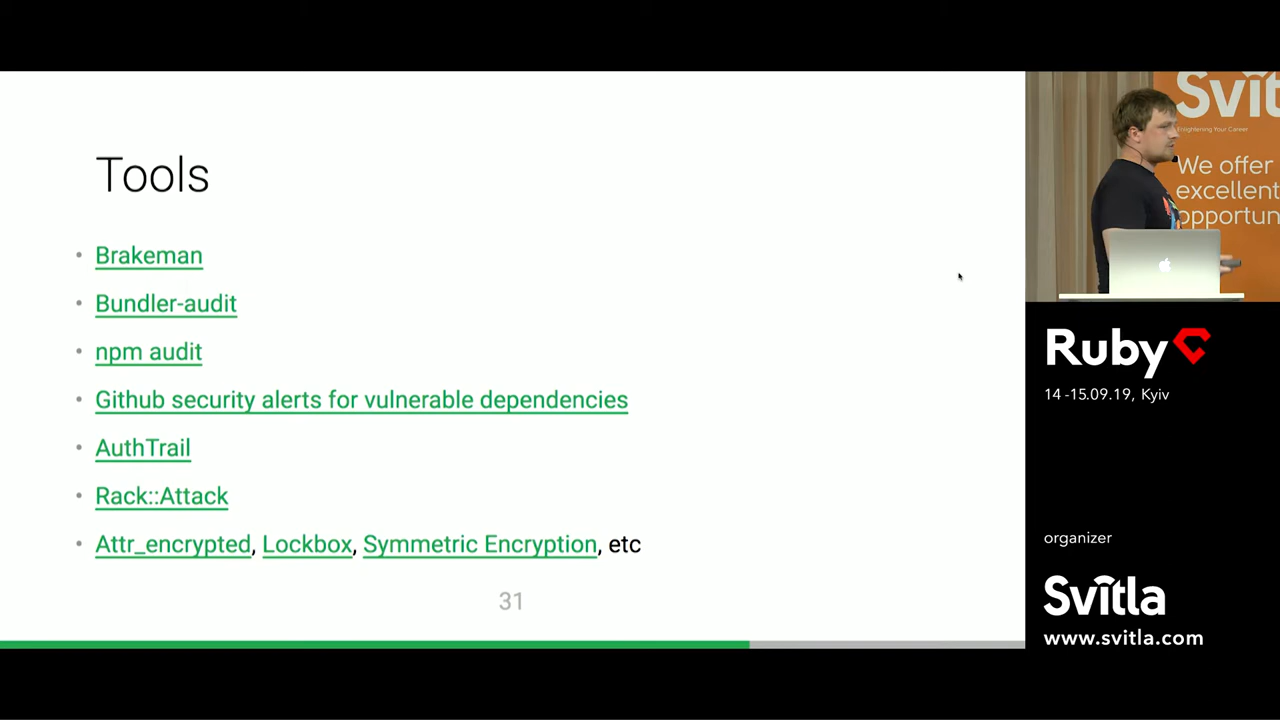 Tools
• Brakeman
• Bundler-audit
• npm audit
• Github security alerts for vulnerable dependencies
• AuthTrail
• Rack::Attack
• Attr_encrypted, Lockbox, Symmetric Encryption, etc
31
Svit
Enlightening Your Career
We offer
excellent
opportun
Ruby
14 -15.09.19, Kyiv
organizer
Svitla
www.svitla.com